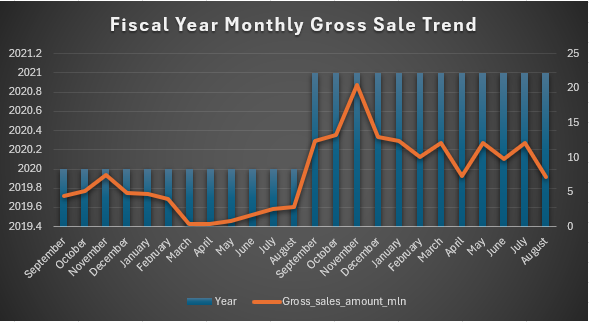 Fiscal Year Monthly Gross Sale Trend
2021.2
2021
2020.8
2020.6
2020.4
2020.2
2020
2019.8
2019.6
2019.4
25
20
15
10
5
0
September
October
November
December
January
February
March
April
May
June
July
August
September
October
November
December
January
February
March
April
May
June
July
August
Year
Gross_sales_amount_mln